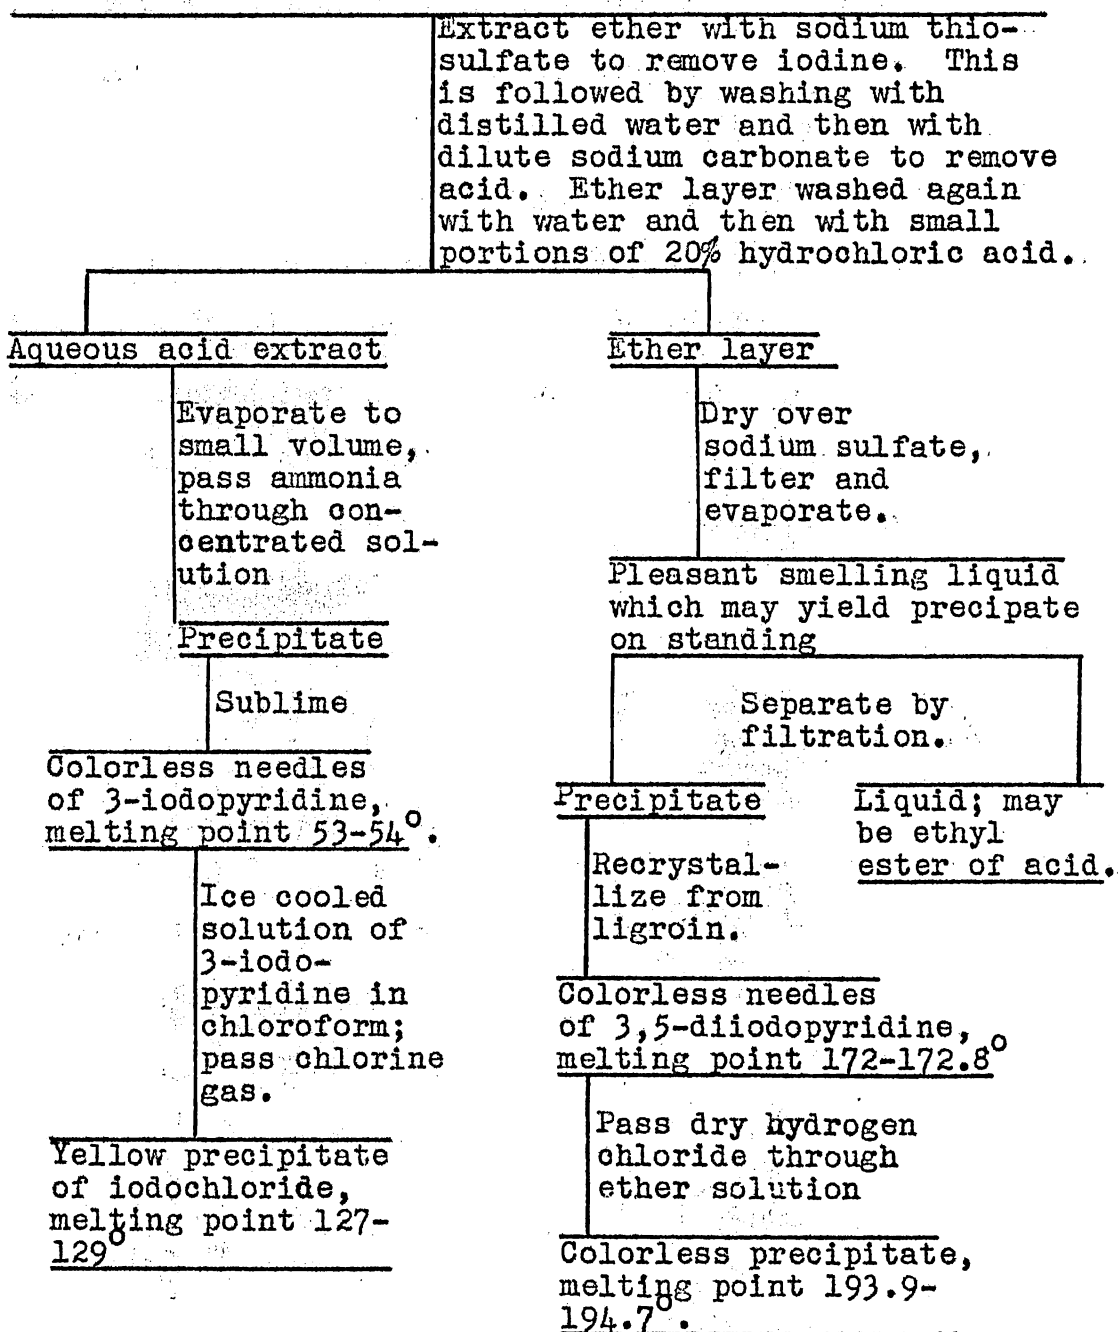 Extract ether with sodium thio-
sulfate to remove iodine. This
is followed by washing with
distilled water and then with
dilute sodium carbonate to remove
acid. Ether layer washed again
with water and then with small
portions of 20% hydrochloric acid.
Aqueous acid extract
Evaporate to
small volume,
pass ammonia
through con-
centrated sol-
ution
Precipitate
Sublime
Colorless needles
of 3-iodopyridine,
melting point 53-54°.
Ice cooled
solution of
3-iodo-
pyridine in
chloroform;
pass chlorine
gas.
Yellow precipitate
of iodochloride,
melting point 127-
129°
Ether layer
Dry over
sodium sulfate,
filter and
evaporate.
Pleasant smelling liquid
which may yield precipate
on standing
Separate by
filtration.
Precipitate
Recrystal-
lize from
ligroin.
Colorless needles
of 3,5-diiodopyridine,
melting point 172-172.8°
Pass dry hydrogen
chloride through
ether solution
Colorless precipitate,
melting point 193.9-
194.7°.
Liquid; may
be ethyl
ester of acid.